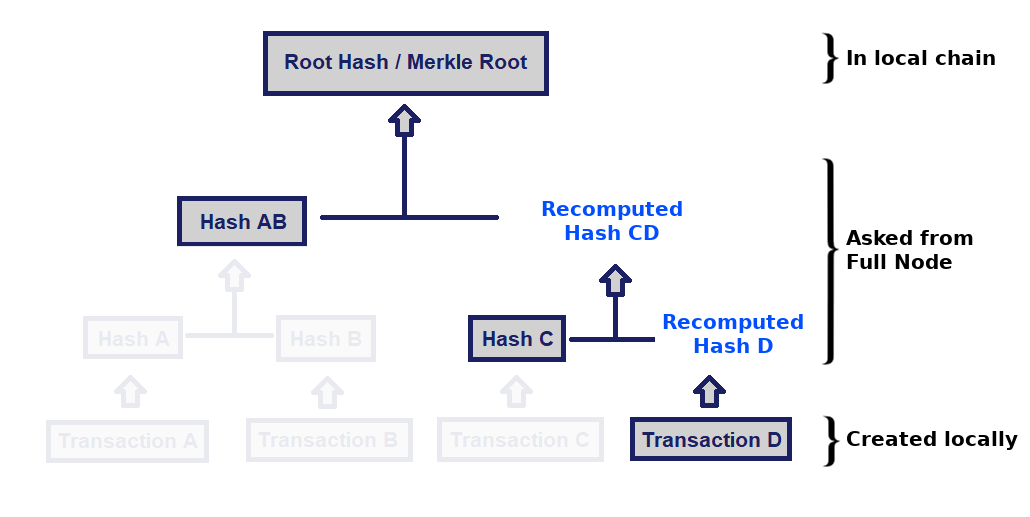 Root Hash / Merkle Root
In local chain
Hash AB
Recomputed
Hash CD
Asked from
Full Node
Hash A
Hash B
Hash C
Recomputed
Hash D
Transaction A
Transaction B
Transaction C
Transaction D
Created locally